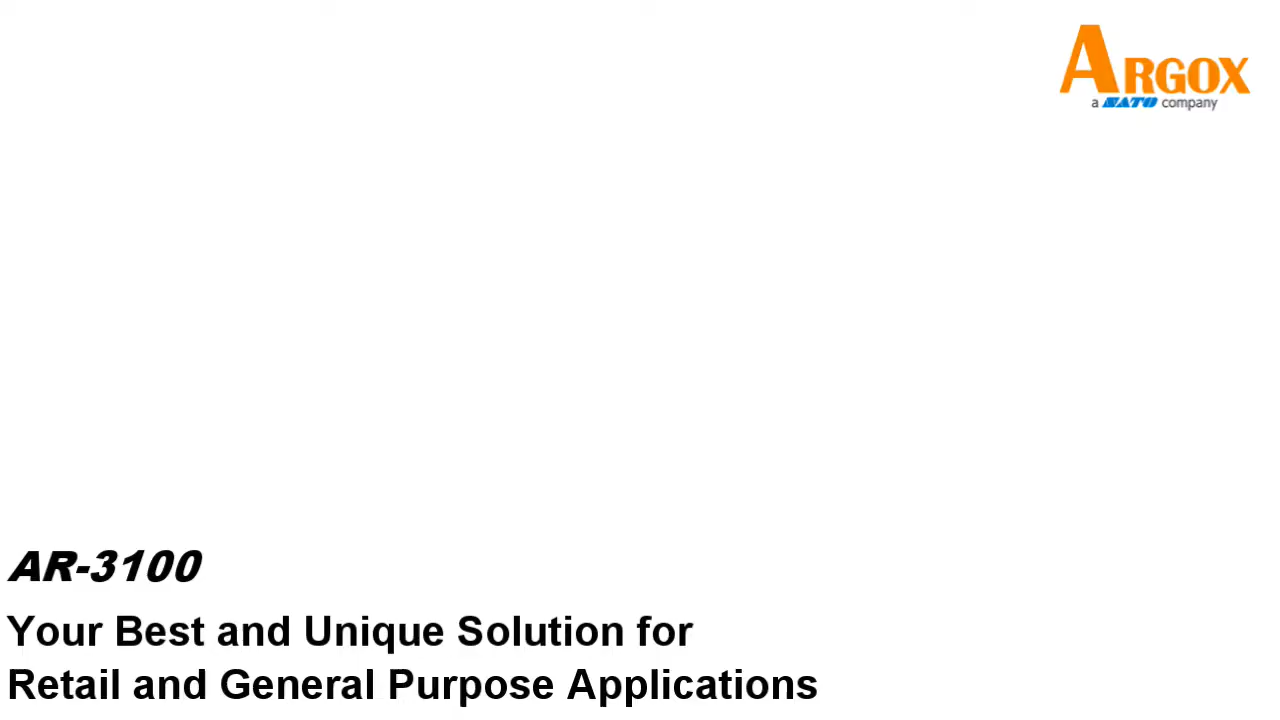 ARGOX
a SATO company
AR-3100
Your Best and Unique Solution for
Retail and General Purpose Applications